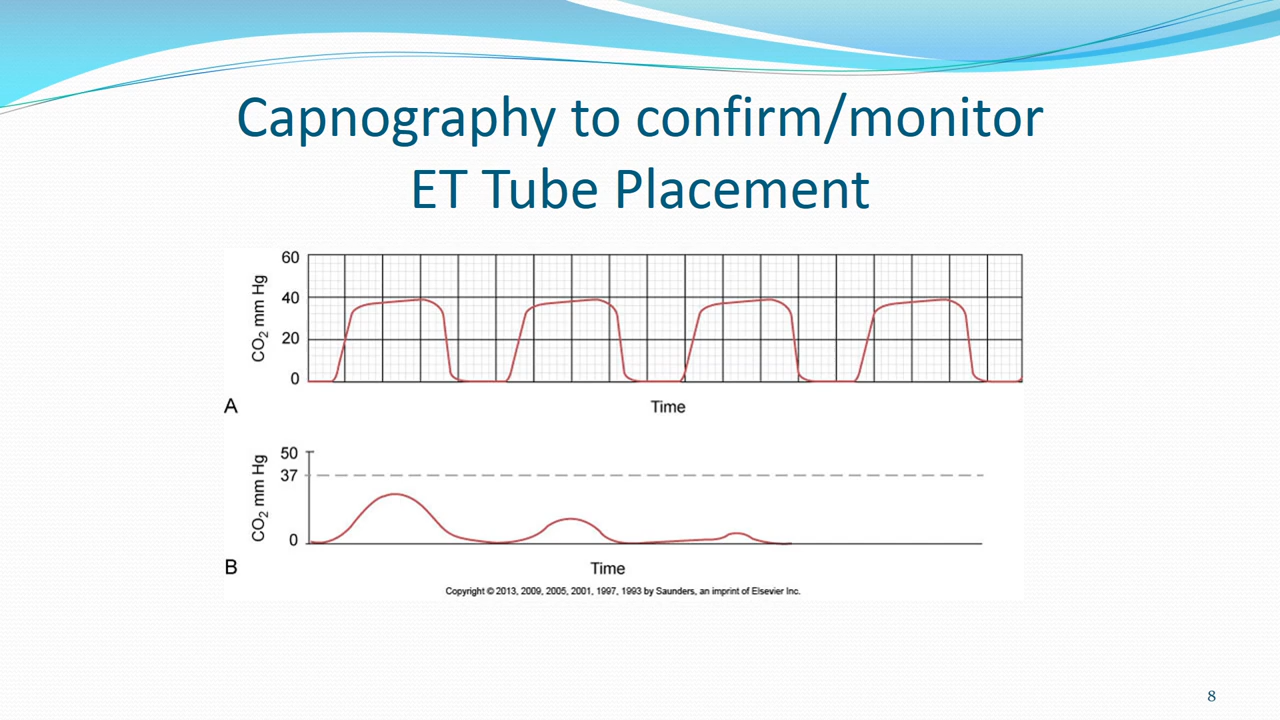 Capnography to confirm/monitor
ET Tube Placement
60
40
20
0
CO₂ mm Hg
A
Time
50
37
0
CO₂ mm Hg
B
Time
Copyright © 2013, 2009, 2005, 2001, 1997, 1993 by Saunders, an imprint of Elsevier Inc.
8